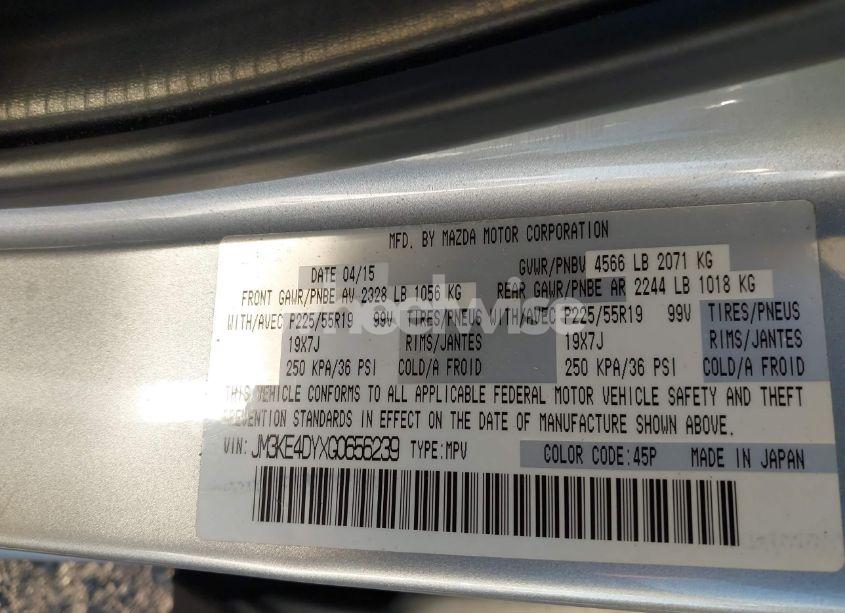 MFD. BY MAZDA MOTOR CORPORATION
DATE 04/15 GVWR/PNBV 4566 LB 2071 KG
FRONT GAWR/PNBE AV 2328 LB 1056 KG REAR GAWR/PNBE AR 2244 LB 1018 KG
WITH/AVEC P225/55R19 99V TIRES/PNEUS WITH/AVEC P225/55R19 99V TIRES/PNEUS
19X7J RIMS/JANTES 19X7J RIMS/JANTES
250 KPA/36 PSI COLD/A FROID 250 KPA/36 PSI COLD/A FROID
THIS VEHICLE CONFORMS TO ALL APPLICABLE FEDERAL MOTOR VEHICLE SAFETY AND THEFT
PREVENTION STANDARDS IN EFFECT ON THE DATE OF MANUFACTURE SHOWN ABOVE.
VIN: JM3KE4DYXG0656239 TYPE:MPV COLOR CODE:45P MADE IN JAPAN